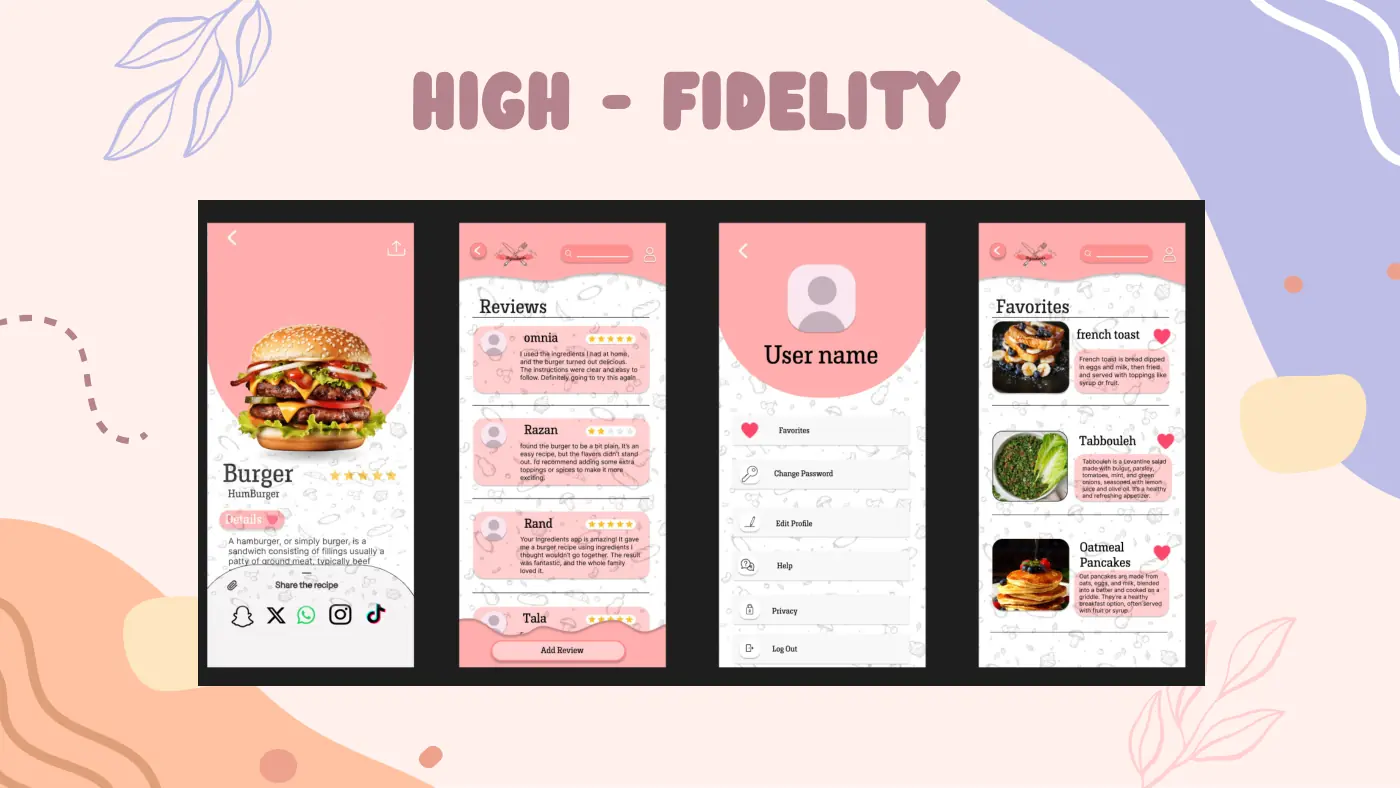 HIGH - FIDELITY
Burger
HumBurger
Details
A hamburger, or simply burger, is a
sandwich consisting of fillings usually a
patty of ground meat, typically beef
Share the recipe
Reviews
omnia
I used the ingredients I had at home,
and the burger turned out delicious.
The instructions were clear and easy to
follow. Definitely going to try this again.
Razan
found the burger to be a bit plain. It's an
easy recipe, but the flavors didn't stand
out. I'd recommend adding some extra
toppings or spices to make it more
exciting.
Rand
Your Ingredients app is amazing! It gave
me a burger recipe using ingredients I
thought wouldn't go together. The result
was fantastic, and the whole family
loved it.
Tala
Add Review
User name
Favorites
Change Password
Edit Profile
Help
Privacy
Log Out
Favorites
french toast
French toast is bread dipped
in eggs and milk, then fried
and served with toppings like
syrup or fruit.
Tabbouleh
Tabbouleh is a Levantine salad
made with bulgur, parsley,
tomatoes, mint, and green
onions, seasoned with lemon
juice and olive oil. It's a healthy
and refreshing appetizer.
Oatmeal
Pancakes
Oat pancakes are made from
oats, eggs, and milk, blended
into a batter and cooked on a
griddle. They're a healthy
breakfast option, often served
with fruit or syrup.